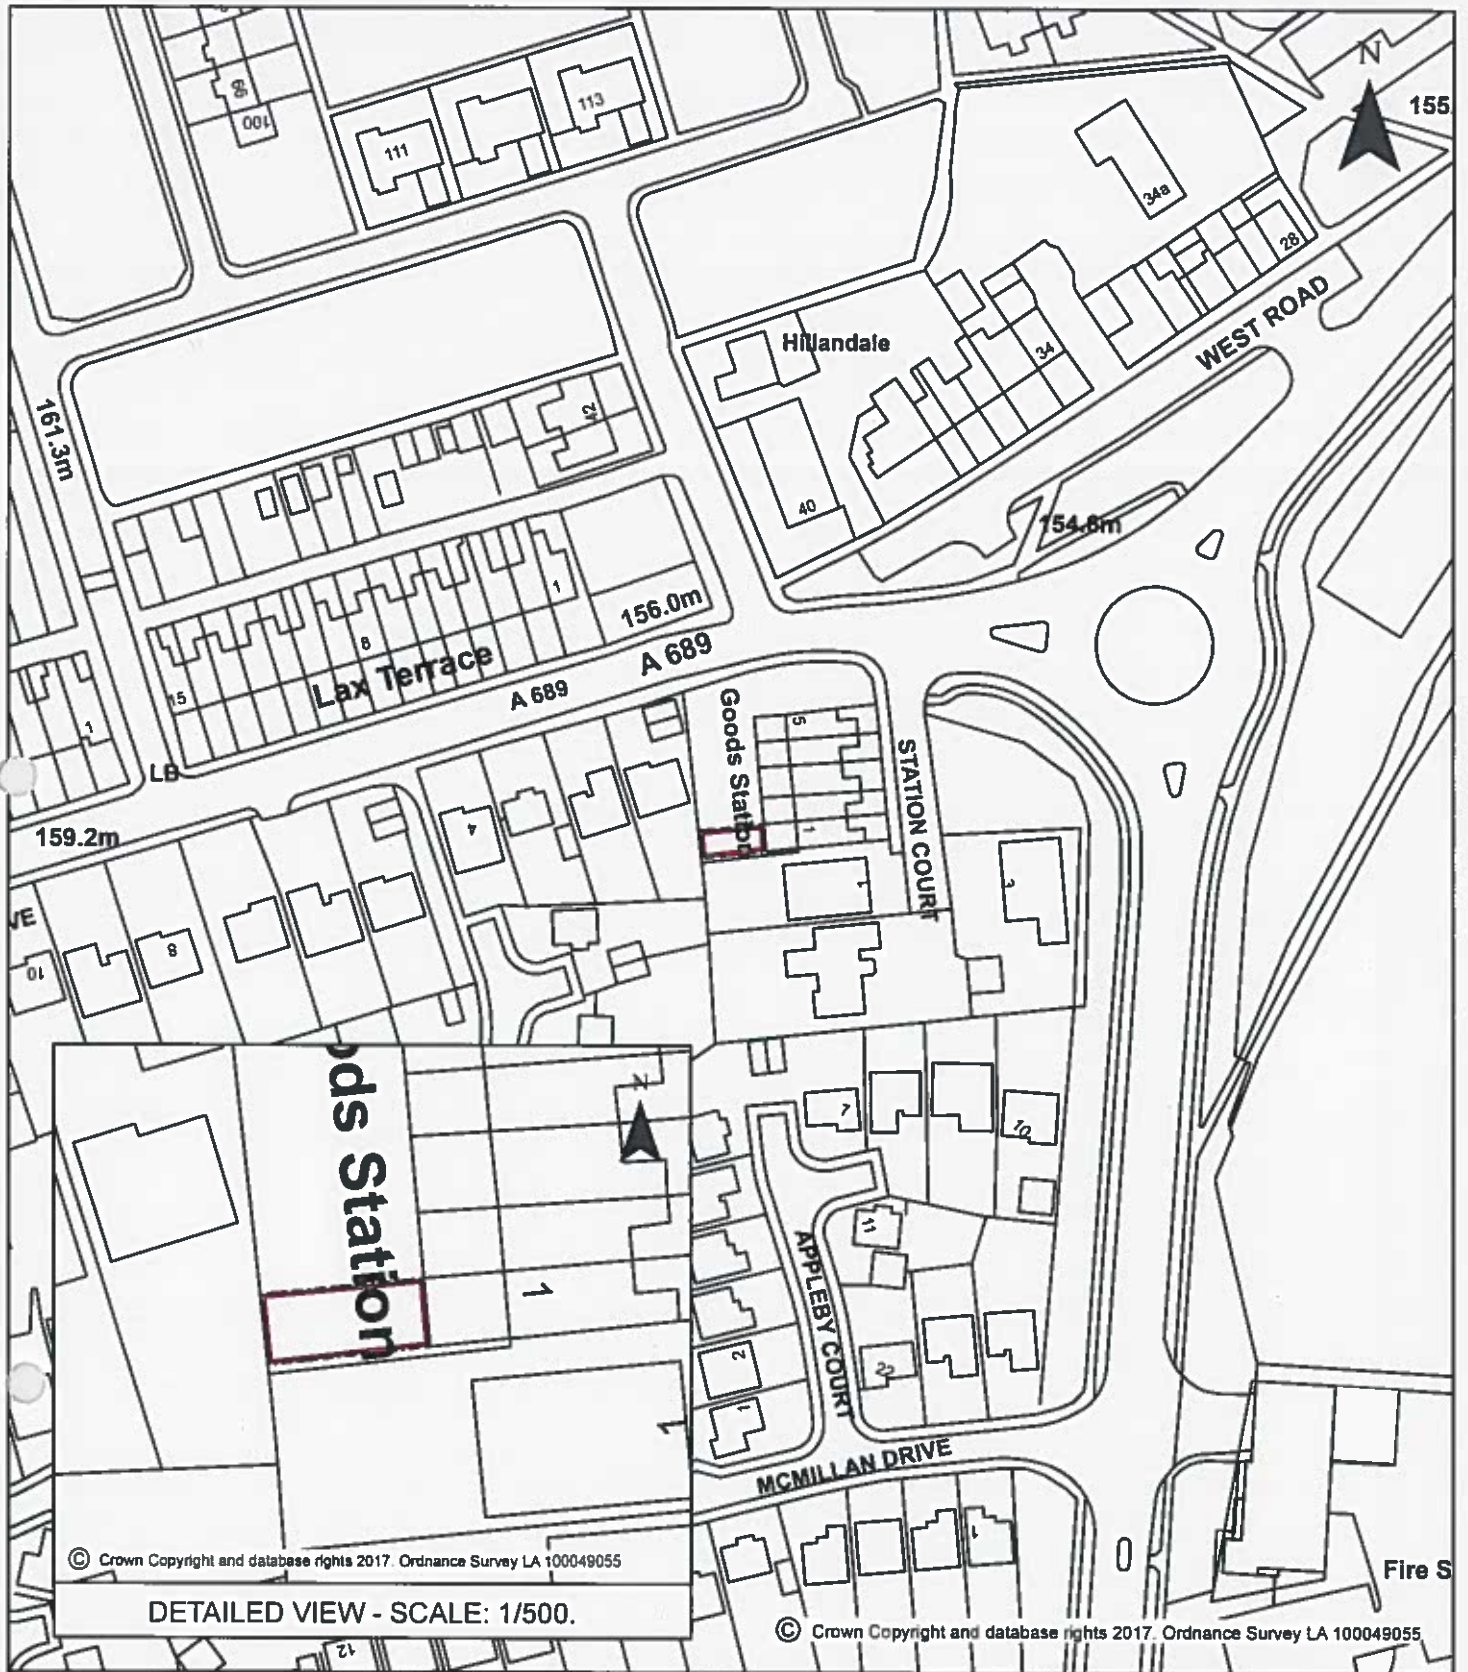 N
155
69
100
113
111
34a
28
WEST ROAD
Hillandale
34
161.3m
42
40
154.8m
1
156.0m
8
Lax Terrace
A 689
A 689
15
1
LB
159.2m
Goods Station
5
1
STATION COURT
4
1
3
VE
10
8
7
10
11
APPLEBY COURT
22
2
1
MCMILLAN DRIVE
1
Fire S
12
ods Station
N
1
1
© Crown Copyright and database rights 2017. Ordnance Survey LA 100049055
DETAILED VIEW - SCALE: 1/500.
© Crown Copyright and database rights 2017. Ordnance Survey LA 100049055